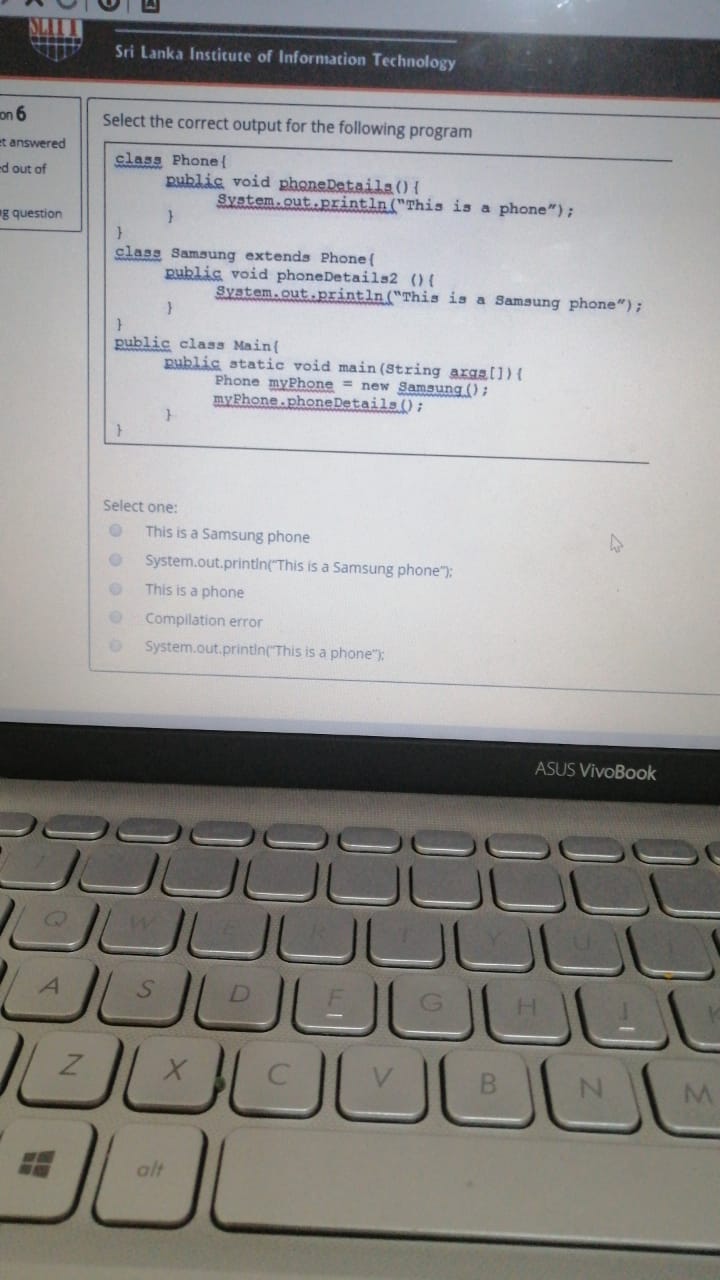 SLIIT
Sri Lanka Institute of Information Technology
on 6
et answered
ed out of
ag question
Select the correct output for the following program
class Phone{
public void phoneDetails(){
System.out.println("This is a phone");
}
}
class Samsung extends Phone{
public void phoneDetails2 (){
System.out.println("This is a Samsung phone");
}
}
public class Main{
public static void main(String args[]){
Phone myPhone = new Samsung();
myPhone.phoneDetails();
}
}
Select one:
This is a Samsung phone
System.out.println("This is a Samsung phone");
This is a phone
Compilation error
System.out.println("This is a phone");
ASUS VivoBook
Q W E R T Y U I
A S D F G H J K
Z X C V B N M
alt